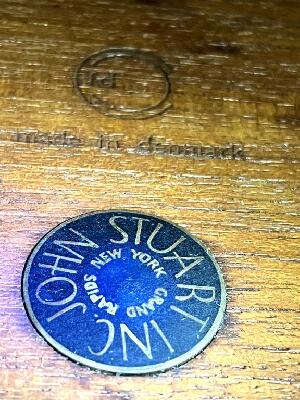 made in denmark
JOHN STUART INC.
NEW YORK GRAND RAPIDS